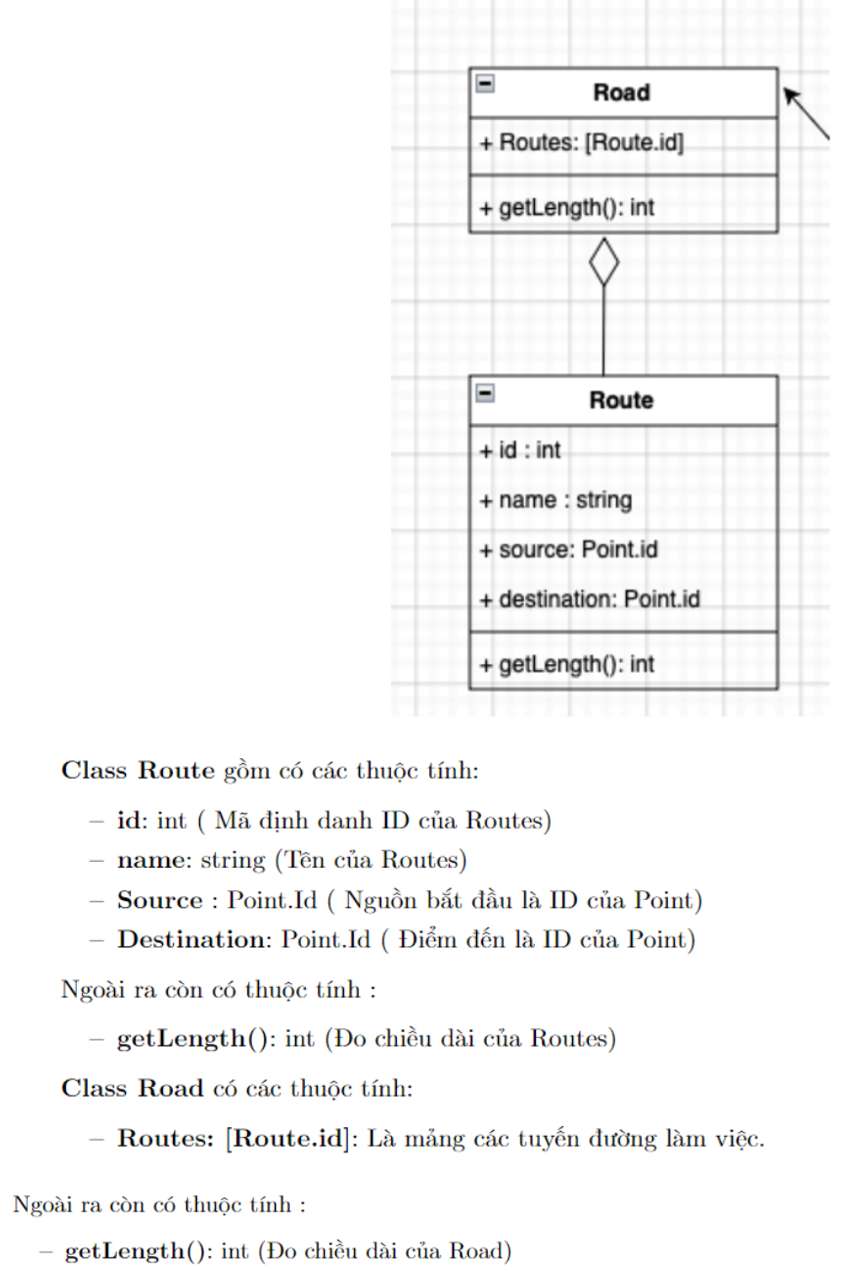 Road
+ Routes: [Route.id]
+ getLength(): int
Route
+ id : int
+ name : string
+ source: Point.id
+ destination: Point.id
+ getLength(): int
Class Route gồm có các thuộc tính:
– id: int ( Mã định danh ID của Routes)
– name: string (Tên của Routes)
– Source : Point.Id ( Nguồn bắt đầu là ID của Point)
– Destination: Point.Id ( Điểm đến là ID của Point)
Ngoài ra còn có thuộc tính :
– getLength(): int (Đo chiều dài của Routes)
Class Road có các thuộc tính:
– Routes: [Route.id]: Là mảng các tuyến đường làm việc.
Ngoài ra còn có thuộc tính :
– getLength(): int (Đo chiều dài của Road)